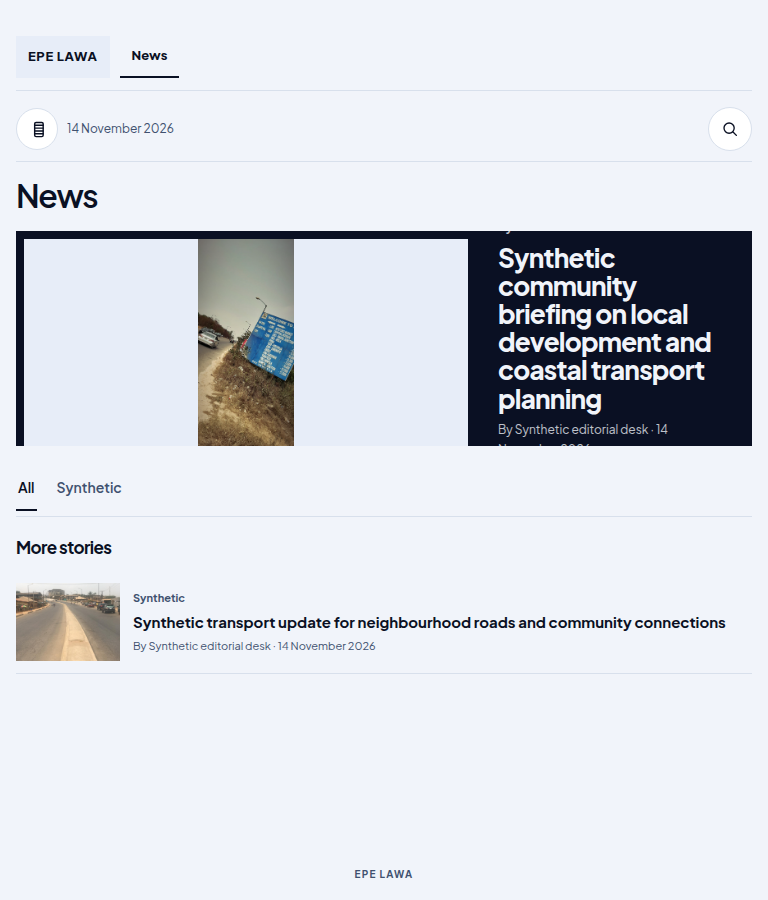 EPE LAWA
News
14 November 2026
News
Synthetic
community
briefing on local
development and
coastal transport
planning
By Synthetic editorial desk · 14
All
Synthetic
More stories
Synthetic
Synthetic transport update for neighbourhood roads and community connections
By Synthetic editorial desk · 14 November 2026
EPE LAWA